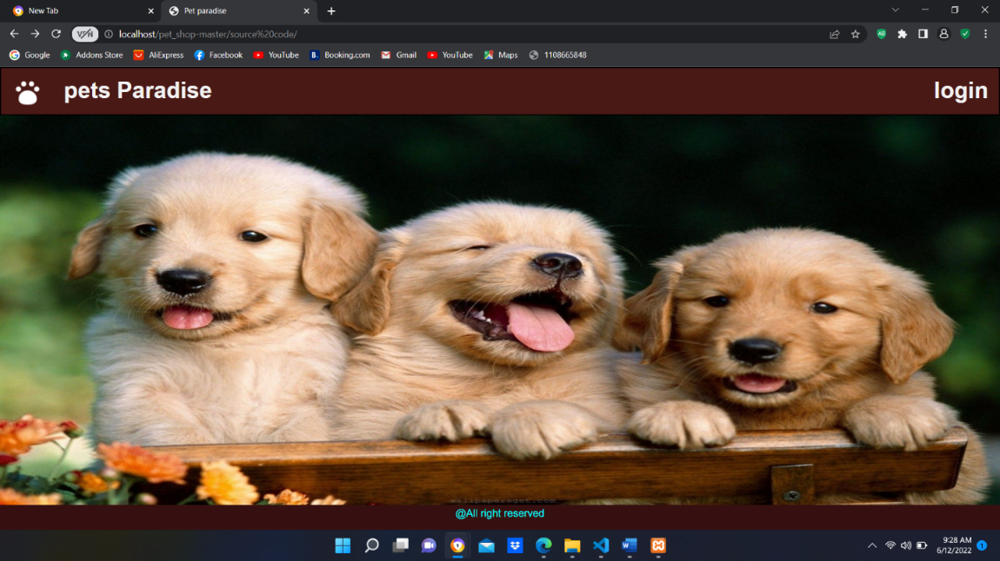 New Tab
Pet paradise
VPN
localhost/pet_shop-master/source%20code/
Google
Addons Store
AliExpress
Facebook
YouTube
B.
Booking.com
Gmail
YouTube
Maps
1108665848
pets Paradise
login
@All right reserved
9:28 AM
6/12/2022
1